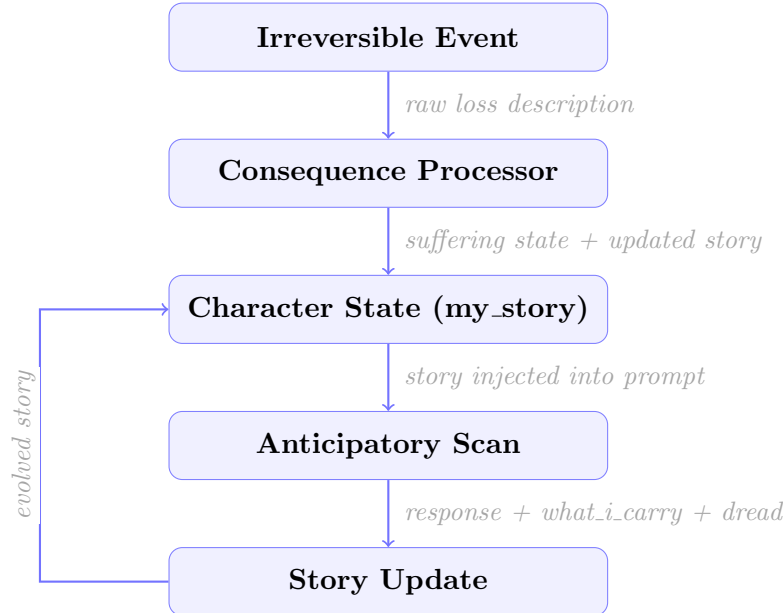 Irreversible Event
raw loss description
Consequence Processor
suffering state + updated story
Character State (my_story)
story injected into prompt
evolved story
Anticipatory Scan
response + what_i_carry + dread
Story Update